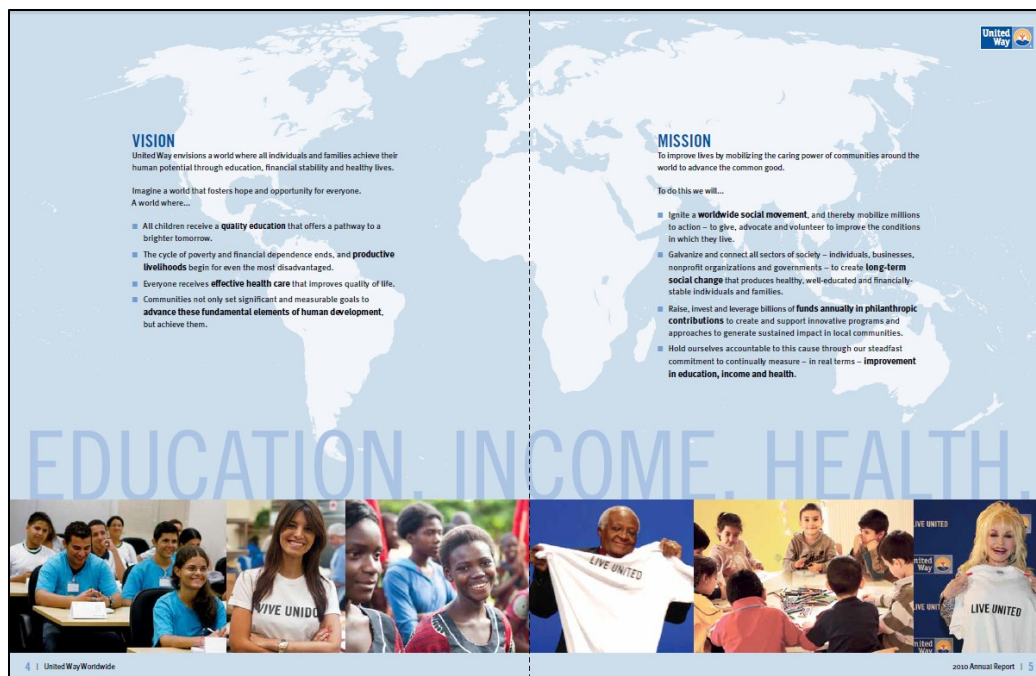 United
Way
VISION
United Way envisions a world where all individuals and families achieve their
human potential through education, financial stability and healthy lives.
Imagine a world that fosters hope and opportunity for everyone.
A world where...
■ All children receive a quality education that offers a pathway to a
brighter tomorrow.
■ The cycle of poverty and financial dependence ends, and productive
livelihoods begin for even the most disadvantaged.
■ Everyone receives effective health care that improves quality of life.
■ Communities not only set significant and measurable goals to
advance these fundamental elements of human development,
but achieve them.
MISSION
To improve lives by mobilizing the caring power of communities around the
world to advance the common good.
To do this we will...
■ Ignite a worldwide social movement, and thereby mobilize millions
to action – to give, advocate and volunteer to improve the conditions
in which they live.
■ Galvanize and connect all sectors of society – individuals, businesses,
nonprofit organizations and governments – to create long-term
social change that produces healthy, well-educated and financially-
stable individuals and families.
■ Raise, invest and leverage billions of funds annually in philanthropic
contributions to create and support innovative programs and
approaches to generate sustained impact in local communities.
■ Hold ourselves accountable to this cause through our steadfast
commitment to continually measure – in real terms – improvement
in education, income and health.
EDUCATION. INCOME. HEALTH.
VIVE UNIDO
LIVE UNITED
LIVE UNITED
United
Way
LIVE UNIT
LIVE UNITED
United
Way
4 | United Way Worldwide
2010 Annual Report | 5